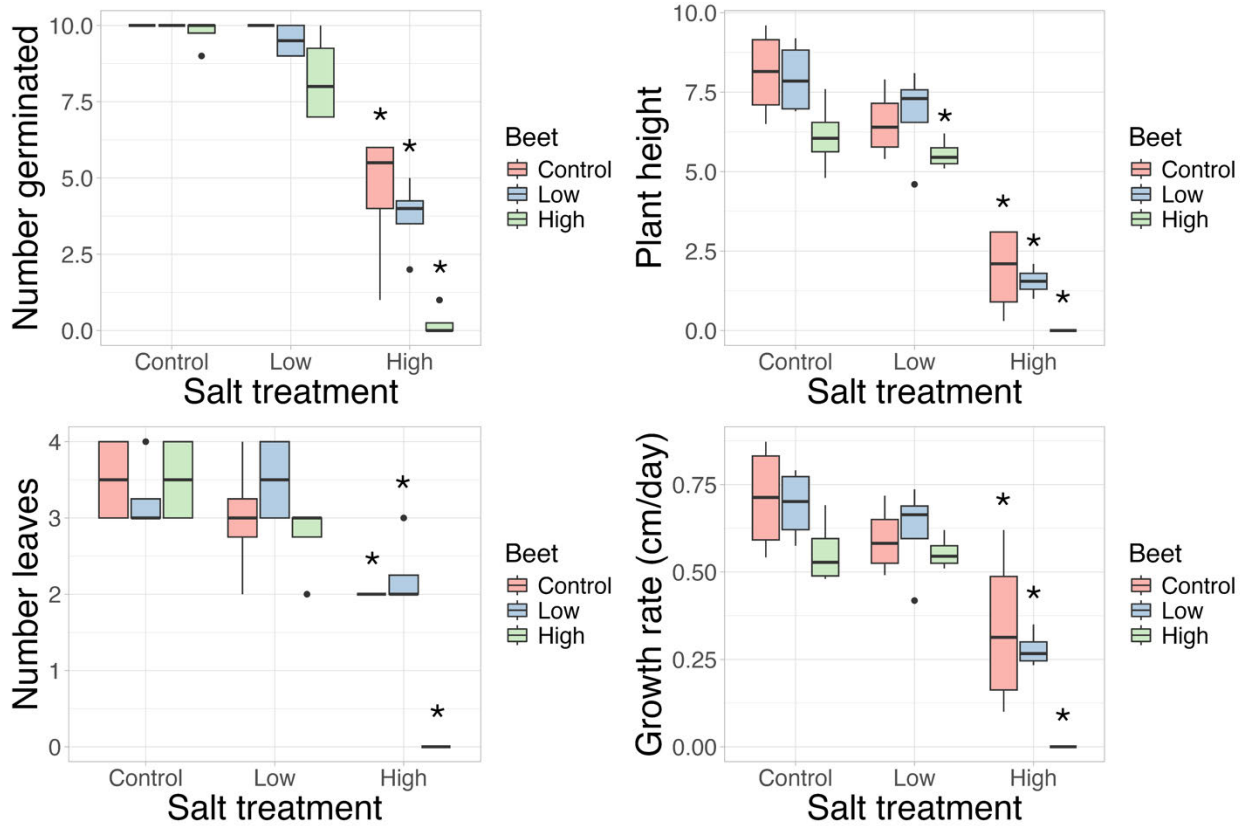 Number germinated
10.0
7.5
5.0
2.5
0.0
*
*
*
Control Low High
Salt treatment
Beet
Control
Low
High
Plant height
10.0
7.5
5.0
2.5
0.0
*
*
*
*
Control Low High
Salt treatment
Beet
Control
Low
High
Number leaves
4
3
2
1
0
*
*
*
Control Low High
Salt treatment
Beet
Control
Low
High
Growth rate (cm/day)
0.75
0.50
0.25
0.00
*
*
*
Control Low High
Salt treatment
Beet
Control
Low
High